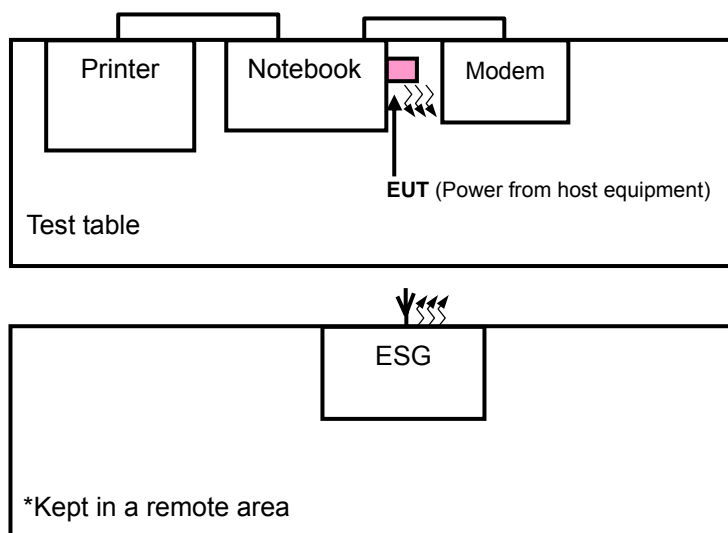 Printer
Notebook
Modem
EUT (Power from host equipment)
Test table
ESG
*Kept in a remote area